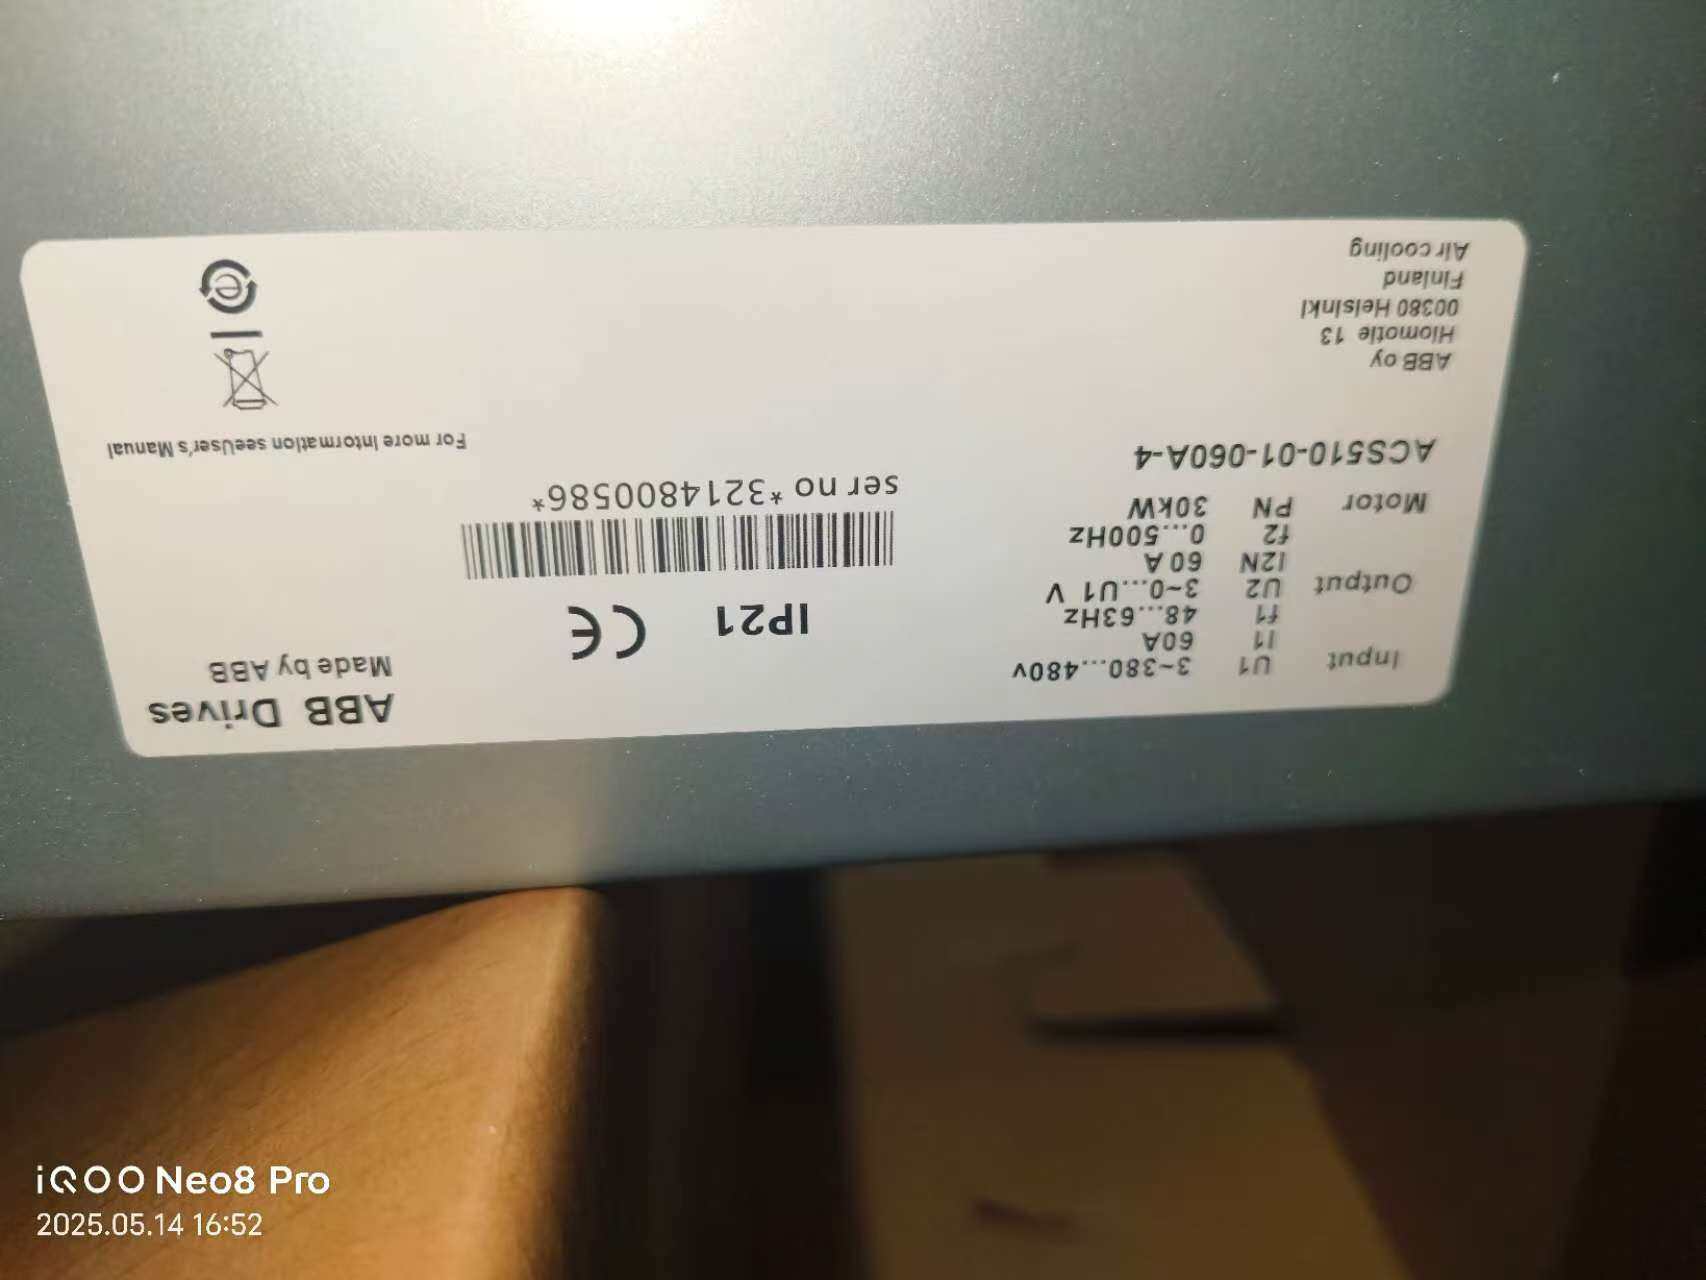 ABB Drives
Made by ABB
Input U1 3~380...480v
I1 60A
f1 48...63Hz
Output U2 3~0...U1 V
I2N 60 A
f2 0...500Hz
Motor PN 30kW
ACS510-01-060A-4
IP21 CE
ser no *3214800586*
For more Information seeUser's Manual
ABB oy
Hiomotie 13
00380 Helsinki
Finland
Air cooling
e
iQOO Neo8 Pro
2025.05.14 16:52